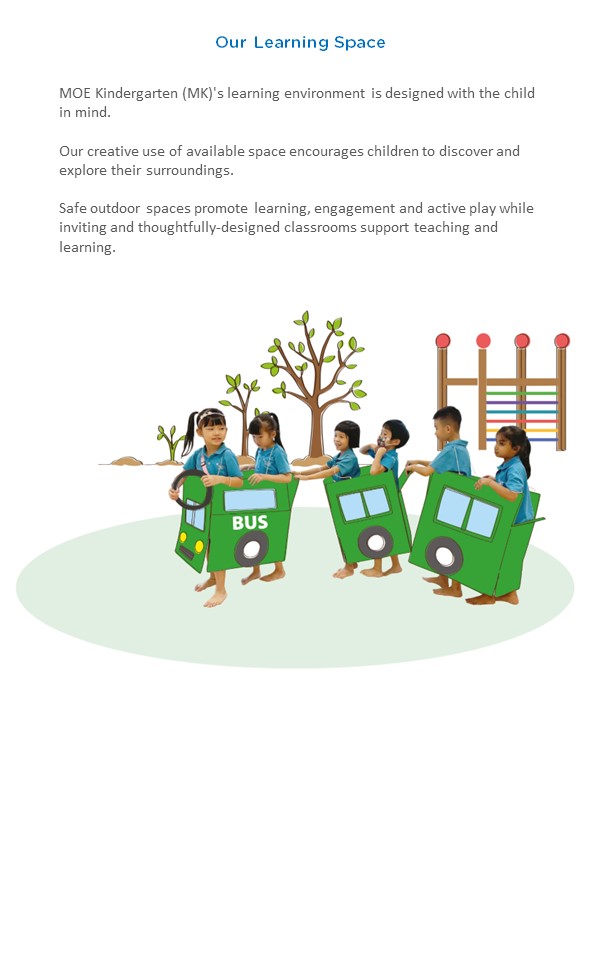 Our Learning Space
MOE Kindergarten (MK)'s learning environment is designed with the child
in mind.
Our creative use of available space encourages children to discover and
explore their surroundings.
Safe outdoor spaces promote learning, engagement and active play while
inviting and thoughtfully-designed classrooms support teaching and
learning.
BUS